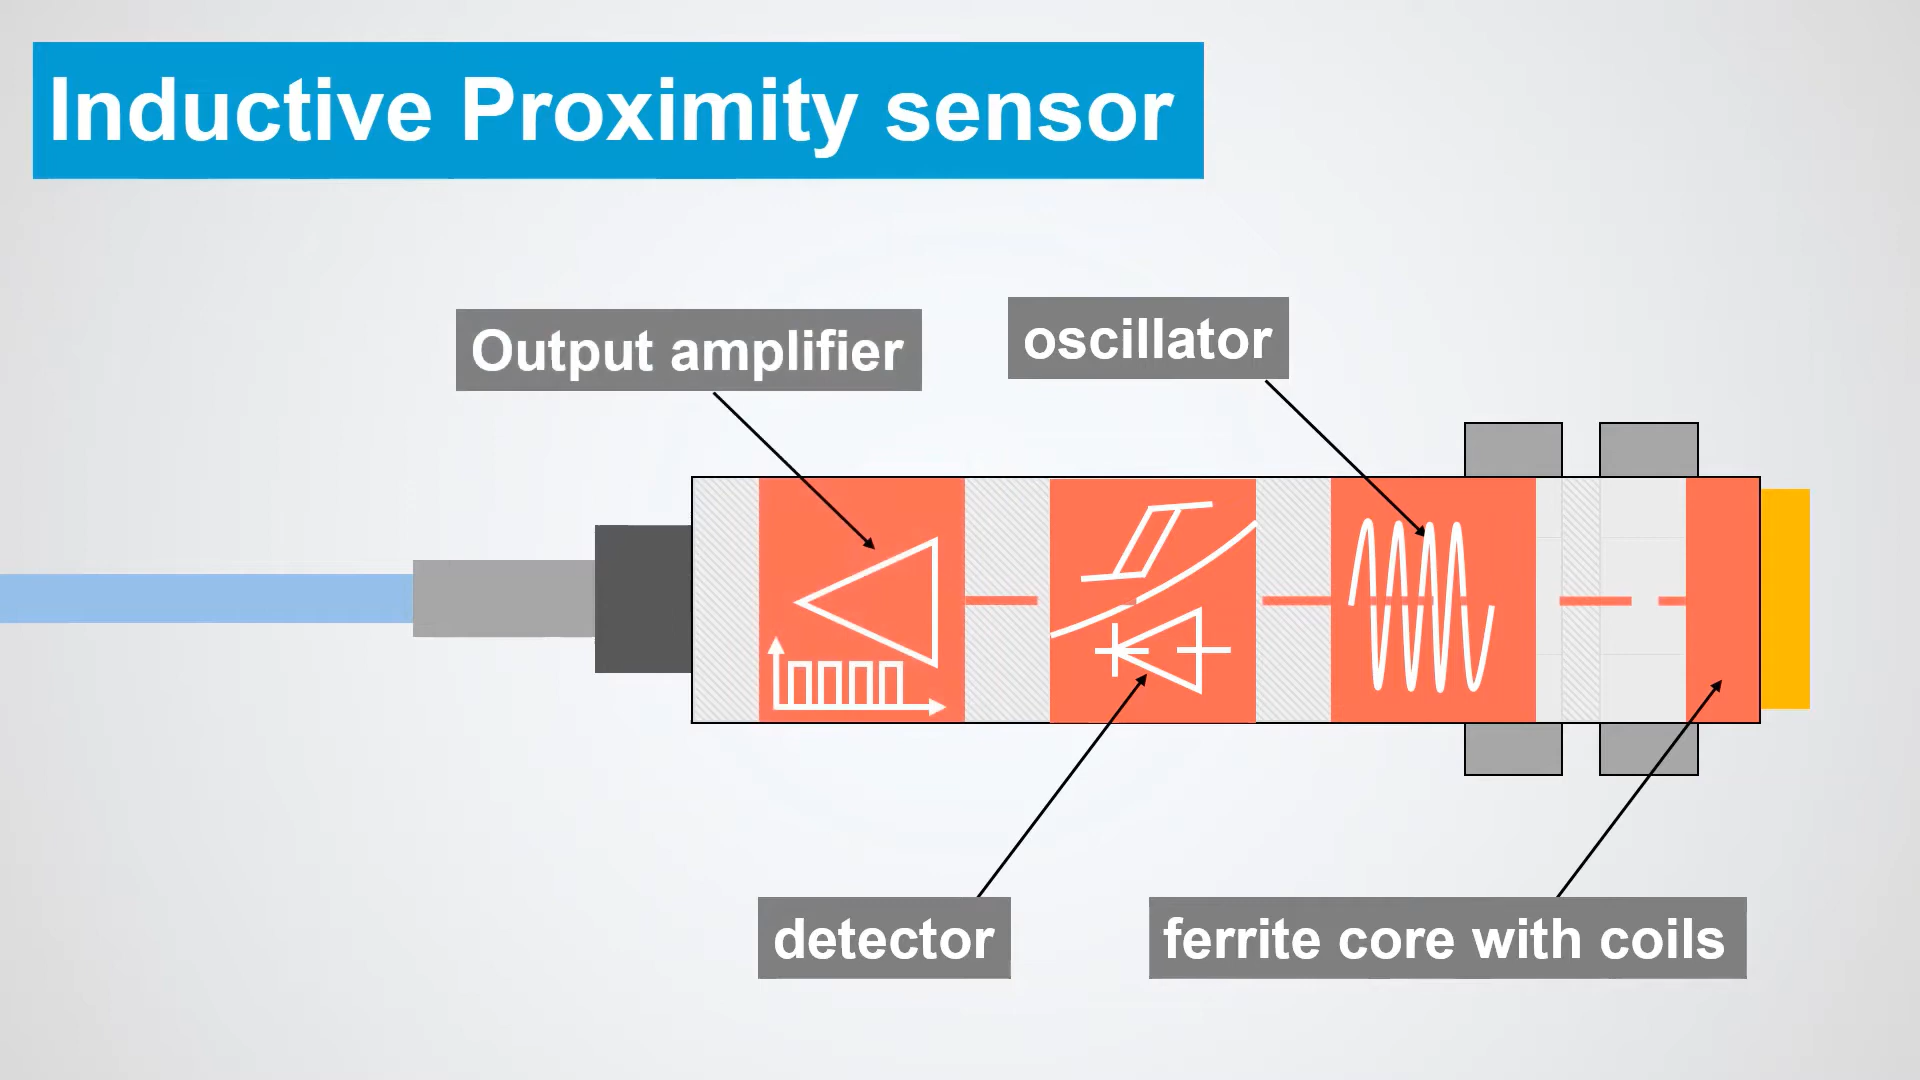 Inductive Proximity sensor
Output amplifier
oscillator
detector
ferrite core with coils